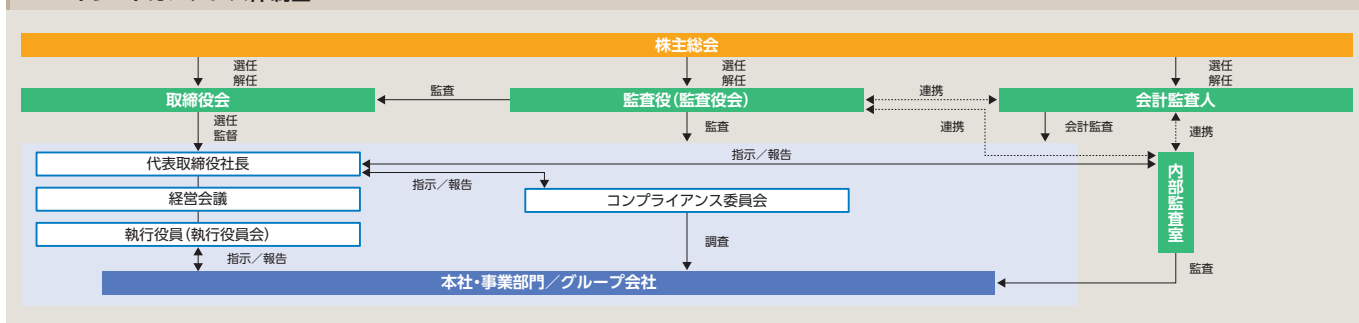 株主総会
選任
解任
選任
解任
選任
解任
取締役会
監査
監査役(監査役会)
連携
会計監査人
選任
監督
監査
連携
会計監査
連携
代表取締役社長
指示／報告
内部監査室
指示／報告
経営会議
コンプライアンス委員会
執行役員(執行役員会)
調査
指示／報告
監査
本社・事業部門／グループ会社